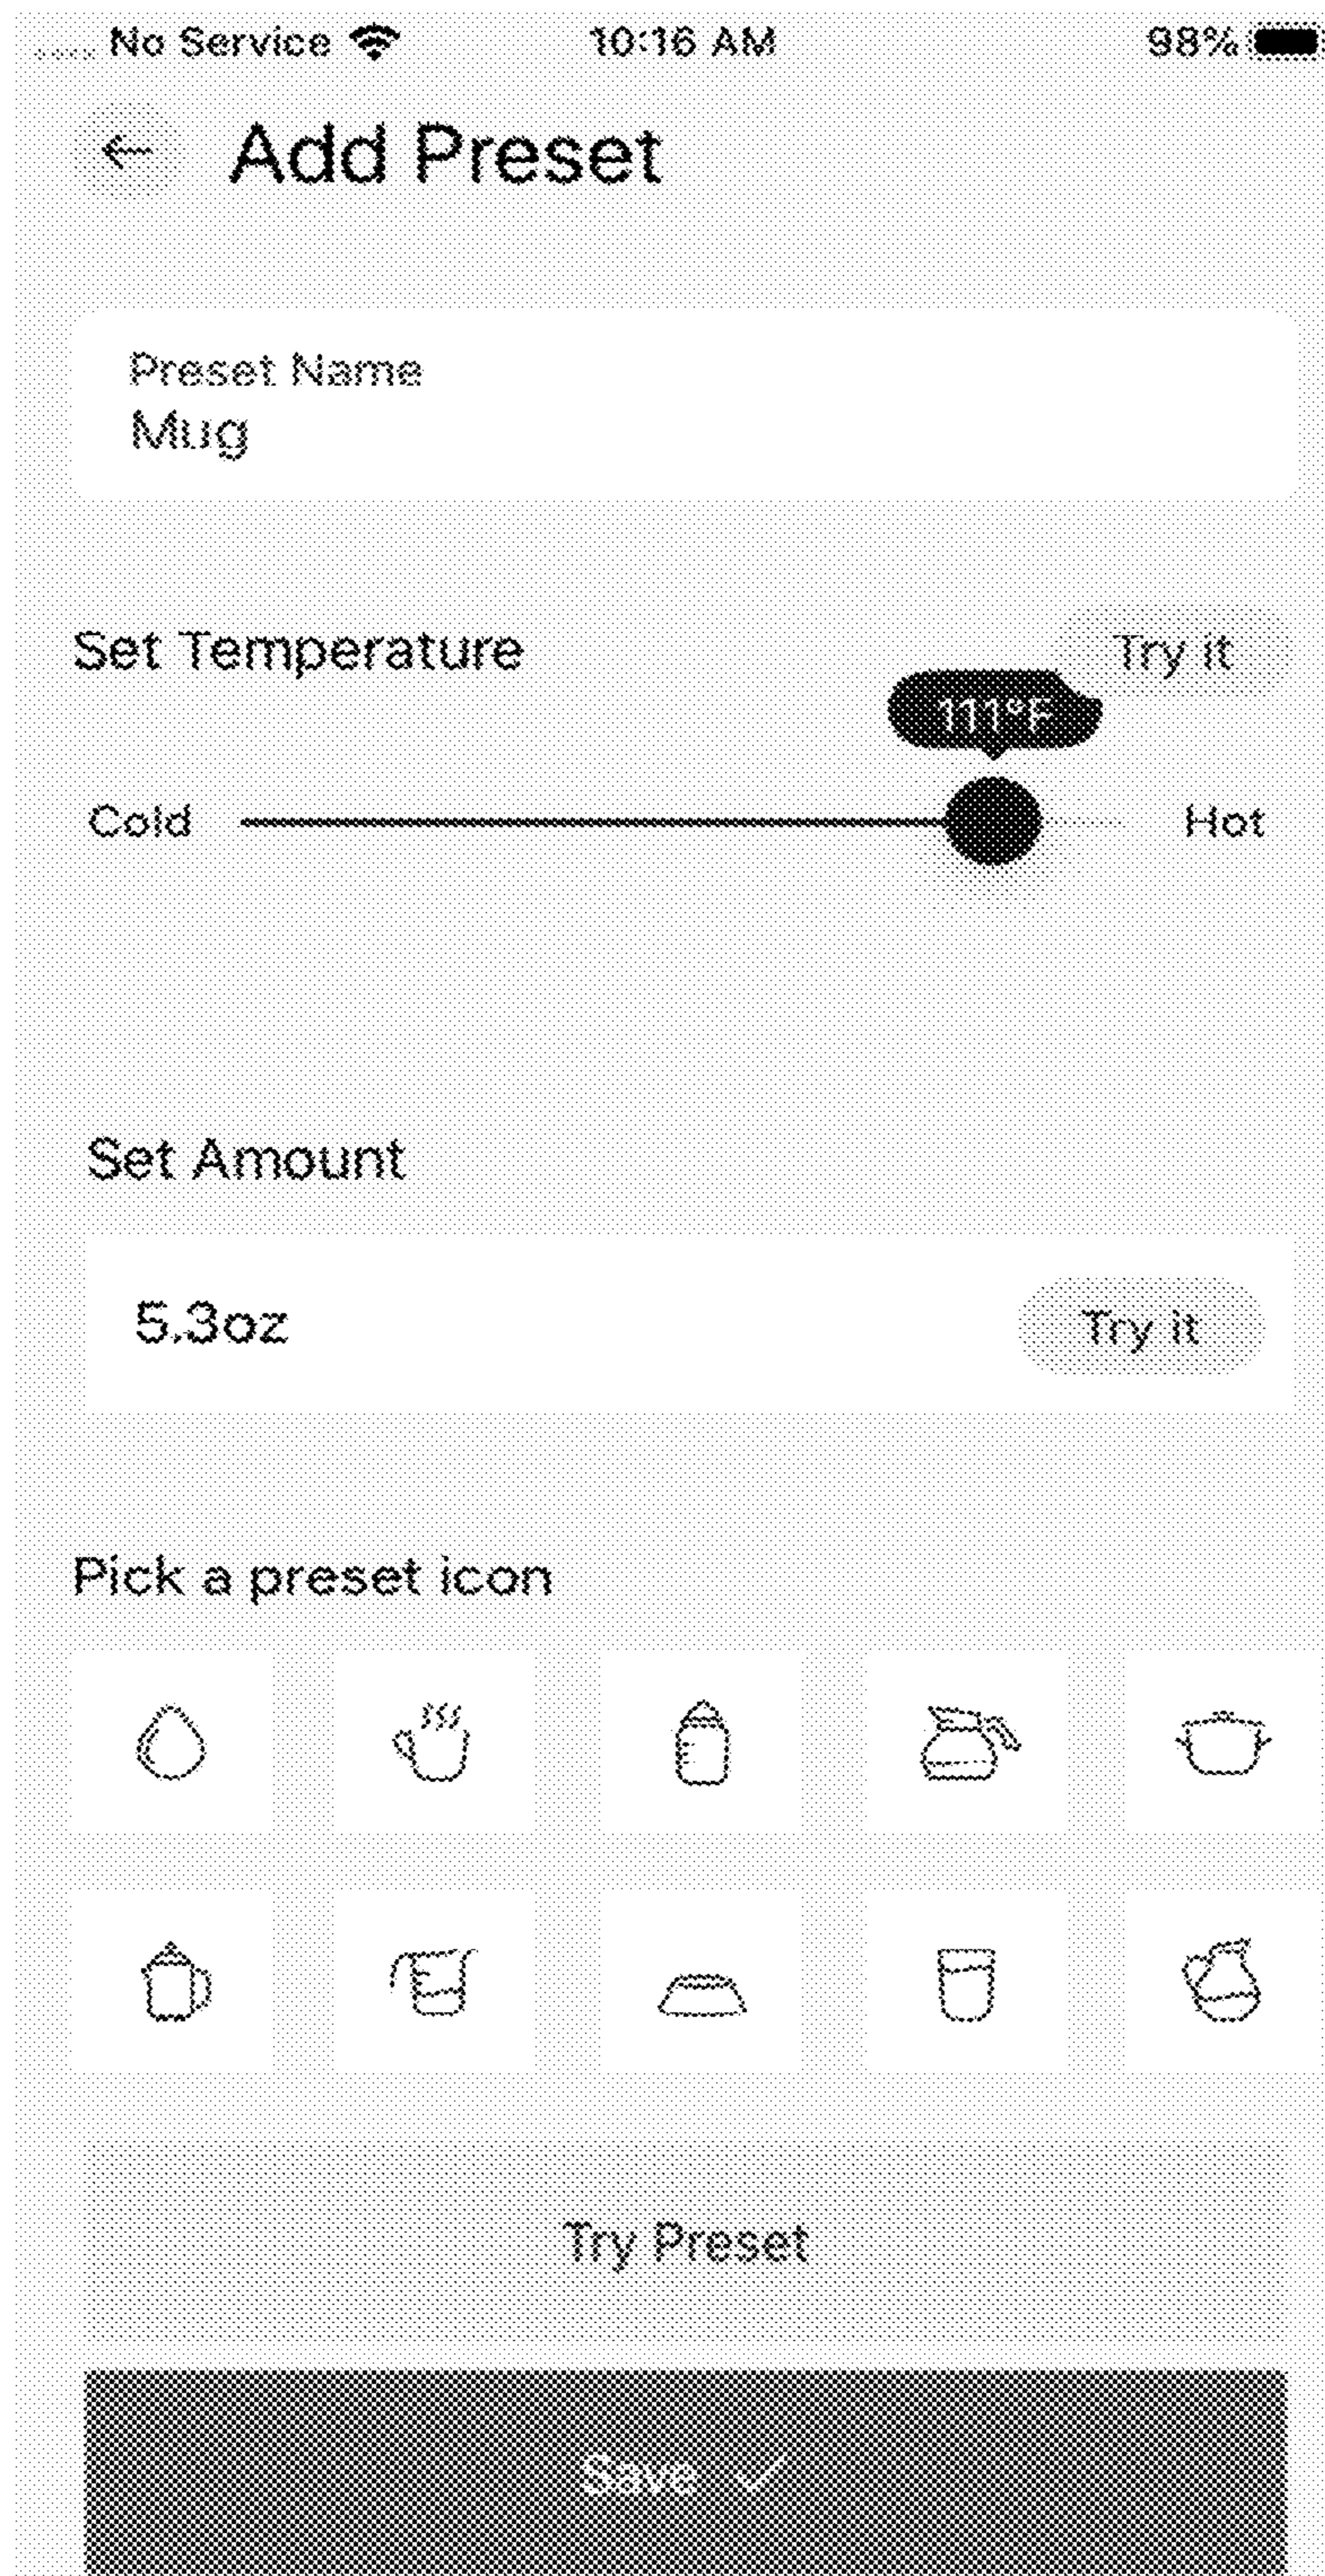 No Service 10:16 AM 98%
Add Preset
Preset Name
Mug
Set Temperature Try it
111°F
Cold Hot
Set Amount
5.3oz Try it
Pick a preset icon
Try Preset
Save